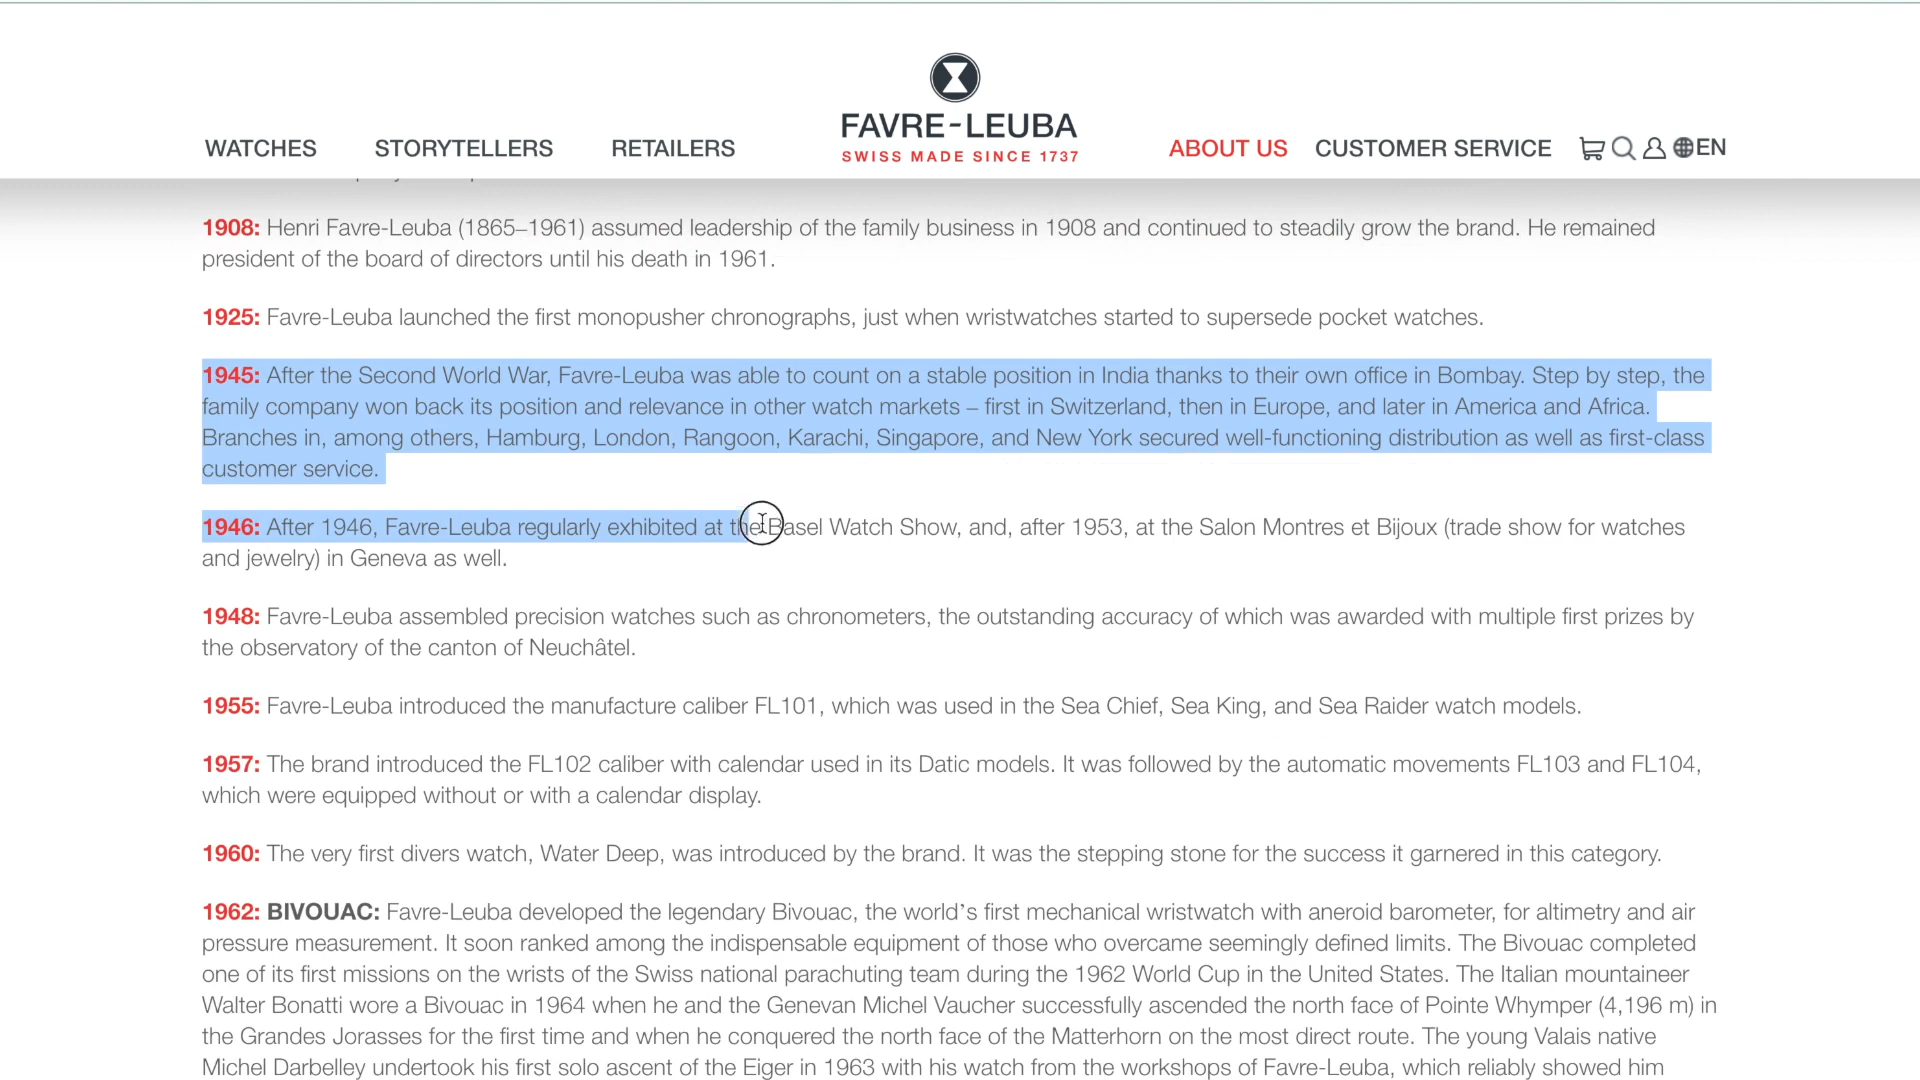 FAVRE-LEUBA
SWISS MADE SINCE 1737
WATCHES STORYTELLERS RETAILERS ABOUT US CUSTOMER SERVICE EN
1908: Henri Favre-Leuba (1865–1961) assumed leadership of the family business in 1908 and continued to steadily grow the brand. He remained
president of the board of directors until his death in 1961.
1925: Favre-Leuba launched the first monopusher chronographs, just when wristwatches started to supersede pocket watches.
1945: After the Second World War, Favre-Leuba was able to count on a stable position in India thanks to their own office in Bombay. Step by step, the
family company won back its position and relevance in other watch markets – first in Switzerland, then in Europe, and later in America and Africa.
Branches in, among others, Hamburg, London, Rangoon, Karachi, Singapore, and New York secured well-functioning distribution as well as first-class
customer service.
1946: After 1946, Favre-Leuba regularly exhibited at the Basel Watch Show, and, after 1953, at the Salon Montres et Bijoux (trade show for watches
and jewelry) in Geneva as well.
1948: Favre-Leuba assembled precision watches such as chronometers, the outstanding accuracy of which was awarded with multiple first prizes by
the observatory of the canton of Neuchâtel.
1955: Favre-Leuba introduced the manufacture caliber FL101, which was used in the Sea Chief, Sea King, and Sea Raider watch models.
1957: The brand introduced the FL102 caliber with calendar used in its Datic models. It was followed by the automatic movements FL103 and FL104,
which were equipped without or with a calendar display.
1960: The very first divers watch, Water Deep, was introduced by the brand. It was the stepping stone for the success it garnered in this category.
1962: BIVOUAC: Favre-Leuba developed the legendary Bivouac, the world's first mechanical wristwatch with aneroid barometer, for altimetry and air
pressure measurement. It soon ranked among the indispensable equipment of those who overcame seemingly defined limits. The Bivouac completed
one of its first missions on the wrists of the Swiss national parachuting team during the 1962 World Cup in the United States. The Italian mountaineer
Walter Bonatti wore a Bivouac in 1964 when he and the Genevan Michel Vaucher successfully ascended the north face of Pointe Whymper (4,196 m) in
the Grandes Jorasses for the first time and when he conquered the north face of the Matterhorn on the most direct route. The young Valais native
Michel Darbelley undertook his first solo ascent of the Eiger in 1963 with his watch from the workshops of Favre-Leuba, which reliably showed him